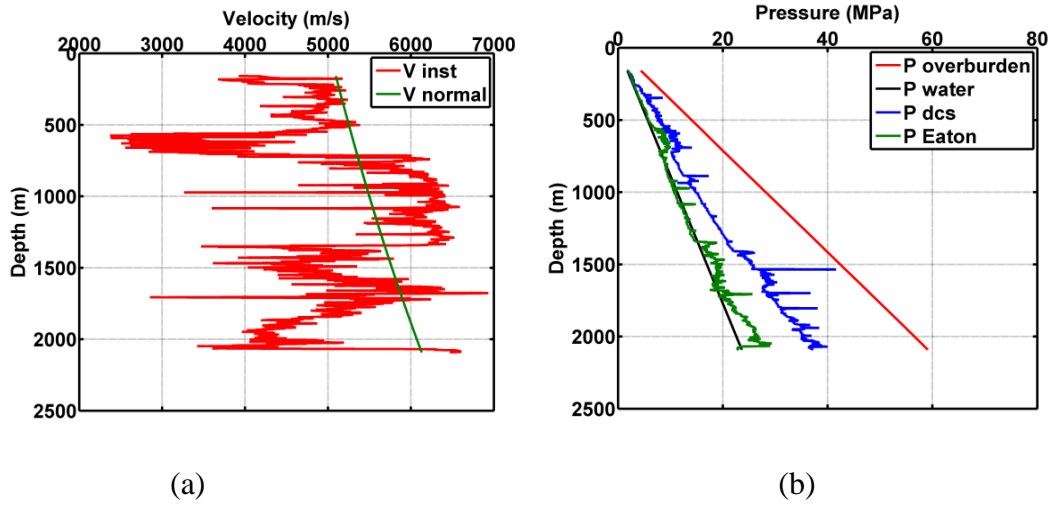 Velocity (m/s)
2000 3000 4000 5000 6000 7000
0
500
1000
1500
2000
2500
Depth (m)
V inst
V normal
(a)
Pressure (MPa)
0 20 40 60 80
0
500
1000
1500
2000
2500
Depth (m)
P overburden
P water
P dcs
P Eaton
(b)